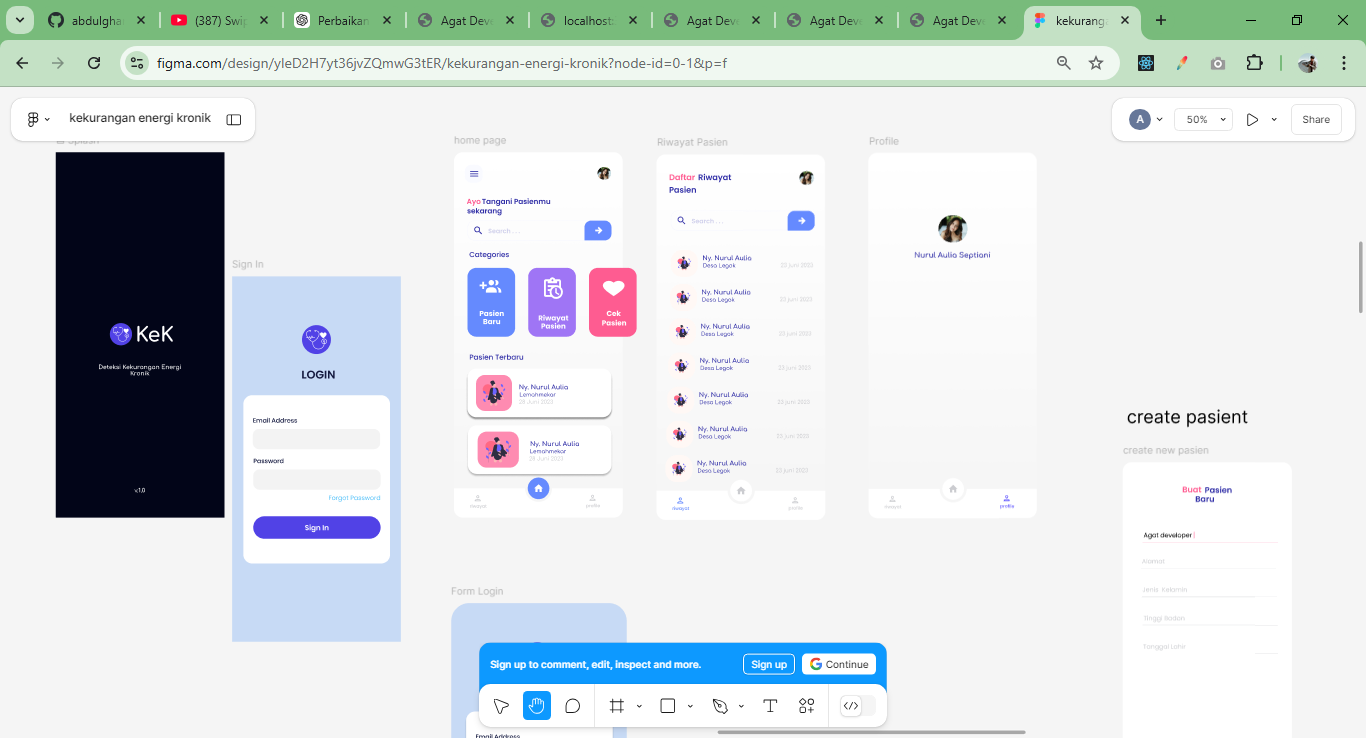 abdulgha
(387) Swip
Perbaikan
Agat Deve
localhost:
Agat Deve
Agat Deve
Agat Deve
kekurang
figma.com/design/yIeD2H7yt36jvZQmwG3tER/kekurangan-energi-kronik?node-id=0-1&p=f
kekurangan energi kronik
A
50%
Share
Splash
KeK
Deteksi Kekurangan Energi
Kronik
v.1.0
Sign In
LOGIN
Email Address
Password
Forgot Password
Sign In
home page
Ayo Tangani Pasienmu
sekarang
Search . . .
Categories
Pasien
Baru
Riwayat
Pasien
Cek
Pasien
Pasien Terbaru
Ny. Nurul Aulia
Lemahmekar
28 Juni 2023
Ny. Nurul Aulia
Lemahmekar
28 Juni 2023
riwayat
profile
Riwayat Pasien
Daftar Riwayat
Pasien
Search . . .
Ny. Nurul Aulia
Desa Legok
23 juni 2023
Ny. Nurul Aulia
Desa Legok
23 juni 2023
Ny. Nurul Aulia
Desa Legok
23 juni 2023
Ny. Nurul Aulia
Desa Legok
23 juni 2023
Ny. Nurul Aulia
Desa Legok
23 juni 2023
Ny. Nurul Aulia
Desa Legok
23 juni 2023
Ny. Nurul Aulia
Desa Legok
23 juni 2023
riwayat
profile
Profile
Nurul Aulia Septiani
riwayat
profile
create pasient
create new pasien
Buat Pasien
Baru
Agat developer |
Alamat
Jenis Kelamin
Tinggi Badan
Tanggal Lahir
Form Login
Email Address
Sign up to comment, edit, inspect and more.
Sign up
Continue